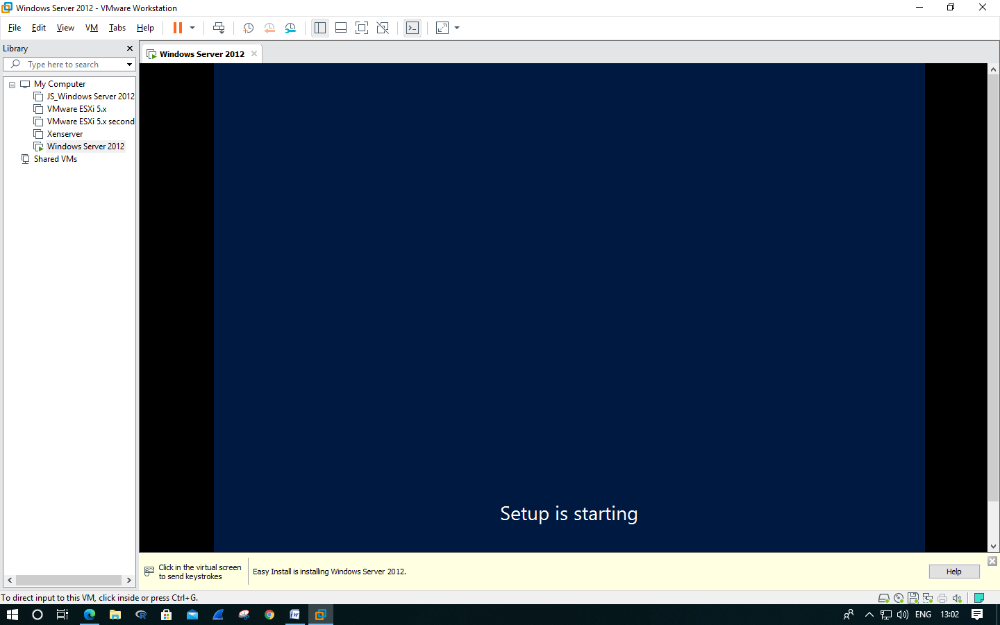 Windows Server 2012 - VMware Workstation
File Edit View VM Tabs Help
Library
Type here to search
My Computer
JS_Windows Server 2012
VMware ESXi 5.x
VMware ESXi 5.x second
Xenserver
Windows Server 2012
Shared VMs
Windows Server 2012
Setup is starting
Click in the virtual screen
to send keystrokes
Easy Install is installing Windows Server 2012.
Help
To direct input to this VM, click inside or press Ctrl+G.
ENG 13:02